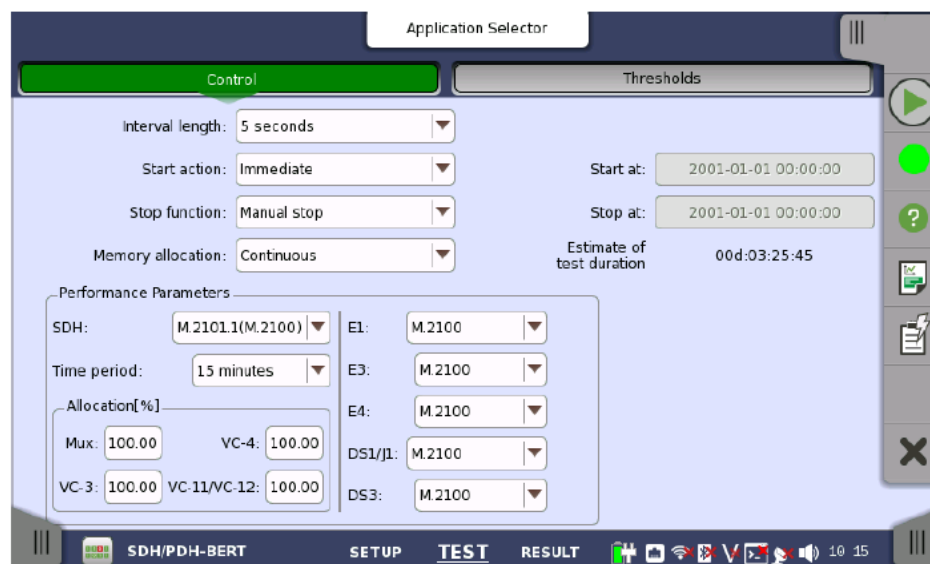 Application Selector
Control Thresholds
Interval length: 5 seconds
Start action: Immediate Start at: 2001-01-01 00:00:00
Stop function: Manual stop Stop at: 2001-01-01 00:00:00
Memory allocation: Continuous Estimate of test duration 00d:03:25:45
Performance Parameters
SDH: M.2101.1(M.2100) E1: M.2100
Time period: 15 minutes E3: M.2100
Allocation[%] E4: M.2100
Mux: 100.00 VC-4: 100.00 DS1/J1: M.2100
VC-3: 100.00 VC-11/VC-12: 100.00 DS3: M.2100
SDH/PDH-BERT SETUP TEST RESULT 10 15